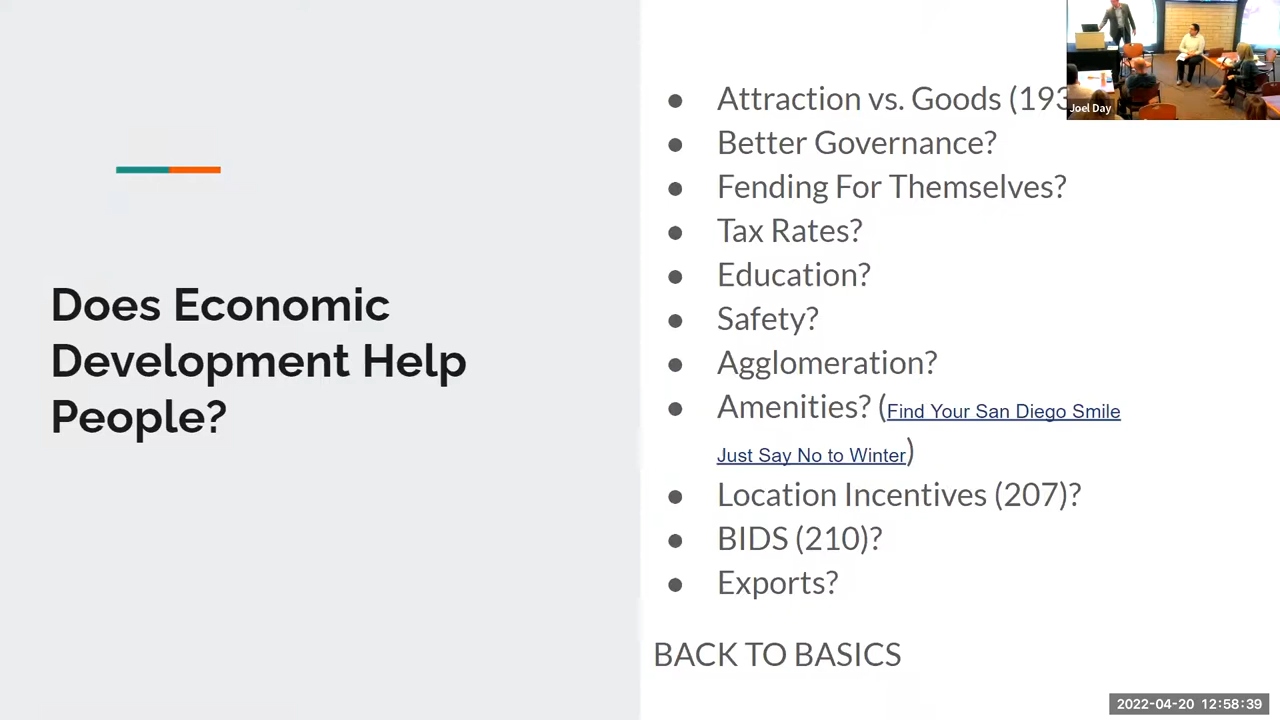 Does Economic
Development Help
People?
● Attraction vs. Goods (193
● Better Governance?
● Fending For Themselves?
● Tax Rates?
● Education?
● Safety?
● Agglomeration?
● Amenities? (Find Your San Diego Smile
Just Say No to Winter)
● Location Incentives (207)?
● BIDS (210)?
● Exports?
BACK TO BASICS
Joel Day
2022-04-20 12:58:39